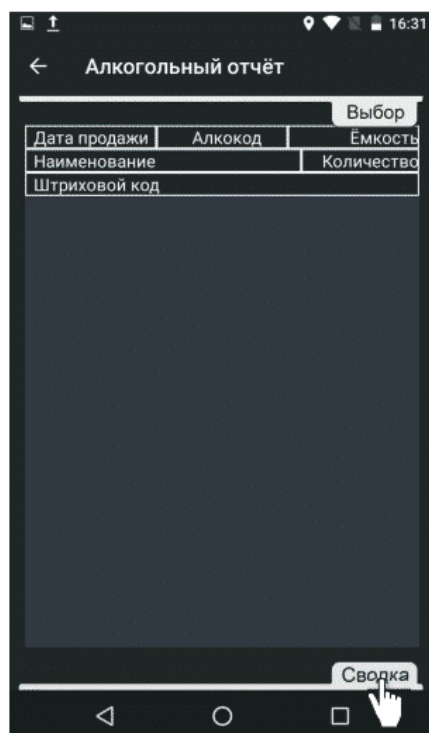 16:31
Алкогольный отчёт
Выбор
Дата продажи Алкокод Ёмкость
Наименование Количество
Штриховой код
Сводка